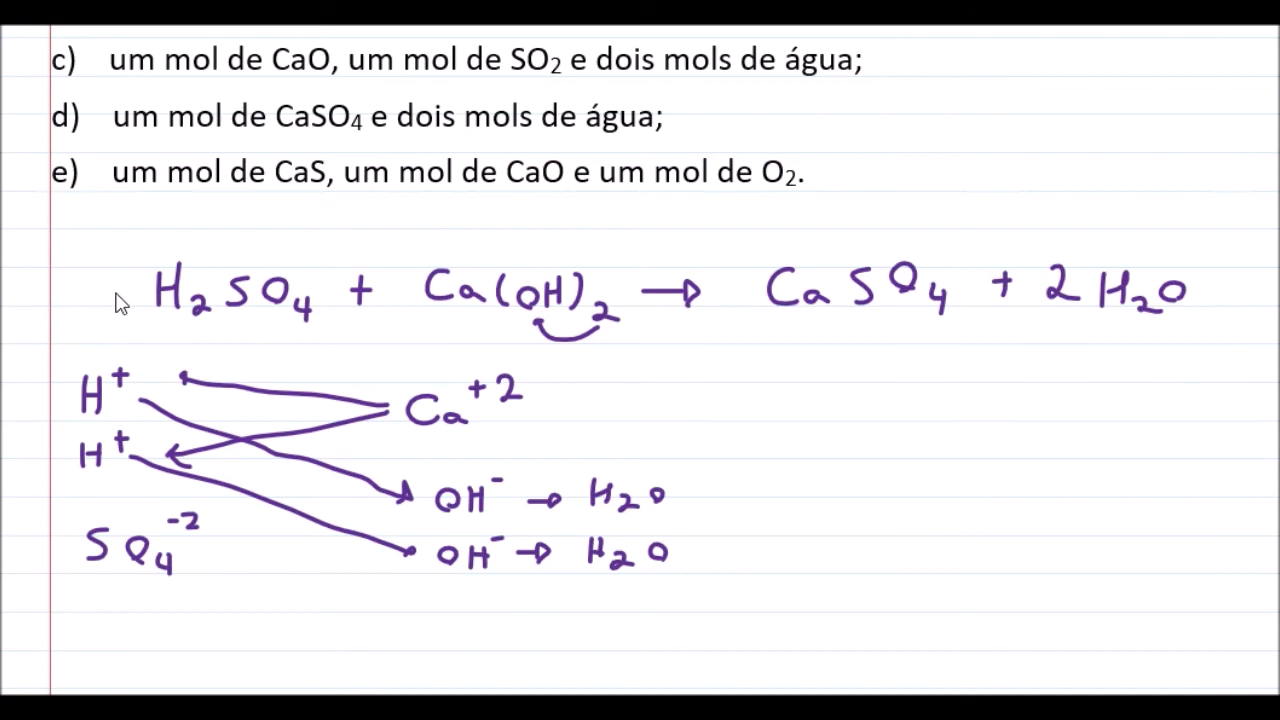 c) um mol de CaO, um mol de SO₂ e dois mols de água;
d) um mol de CaSO₄ e dois mols de água;
e) um mol de CaS, um mol de CaO e um mol de O₂.
H₂SO₄ + Ca(OH)₂ → CaSO₄ + 2 H₂O
H⁺ Ca⁺²
H⁺
OH⁻ → H₂O
SO₄⁻² OH⁻ → H₂O